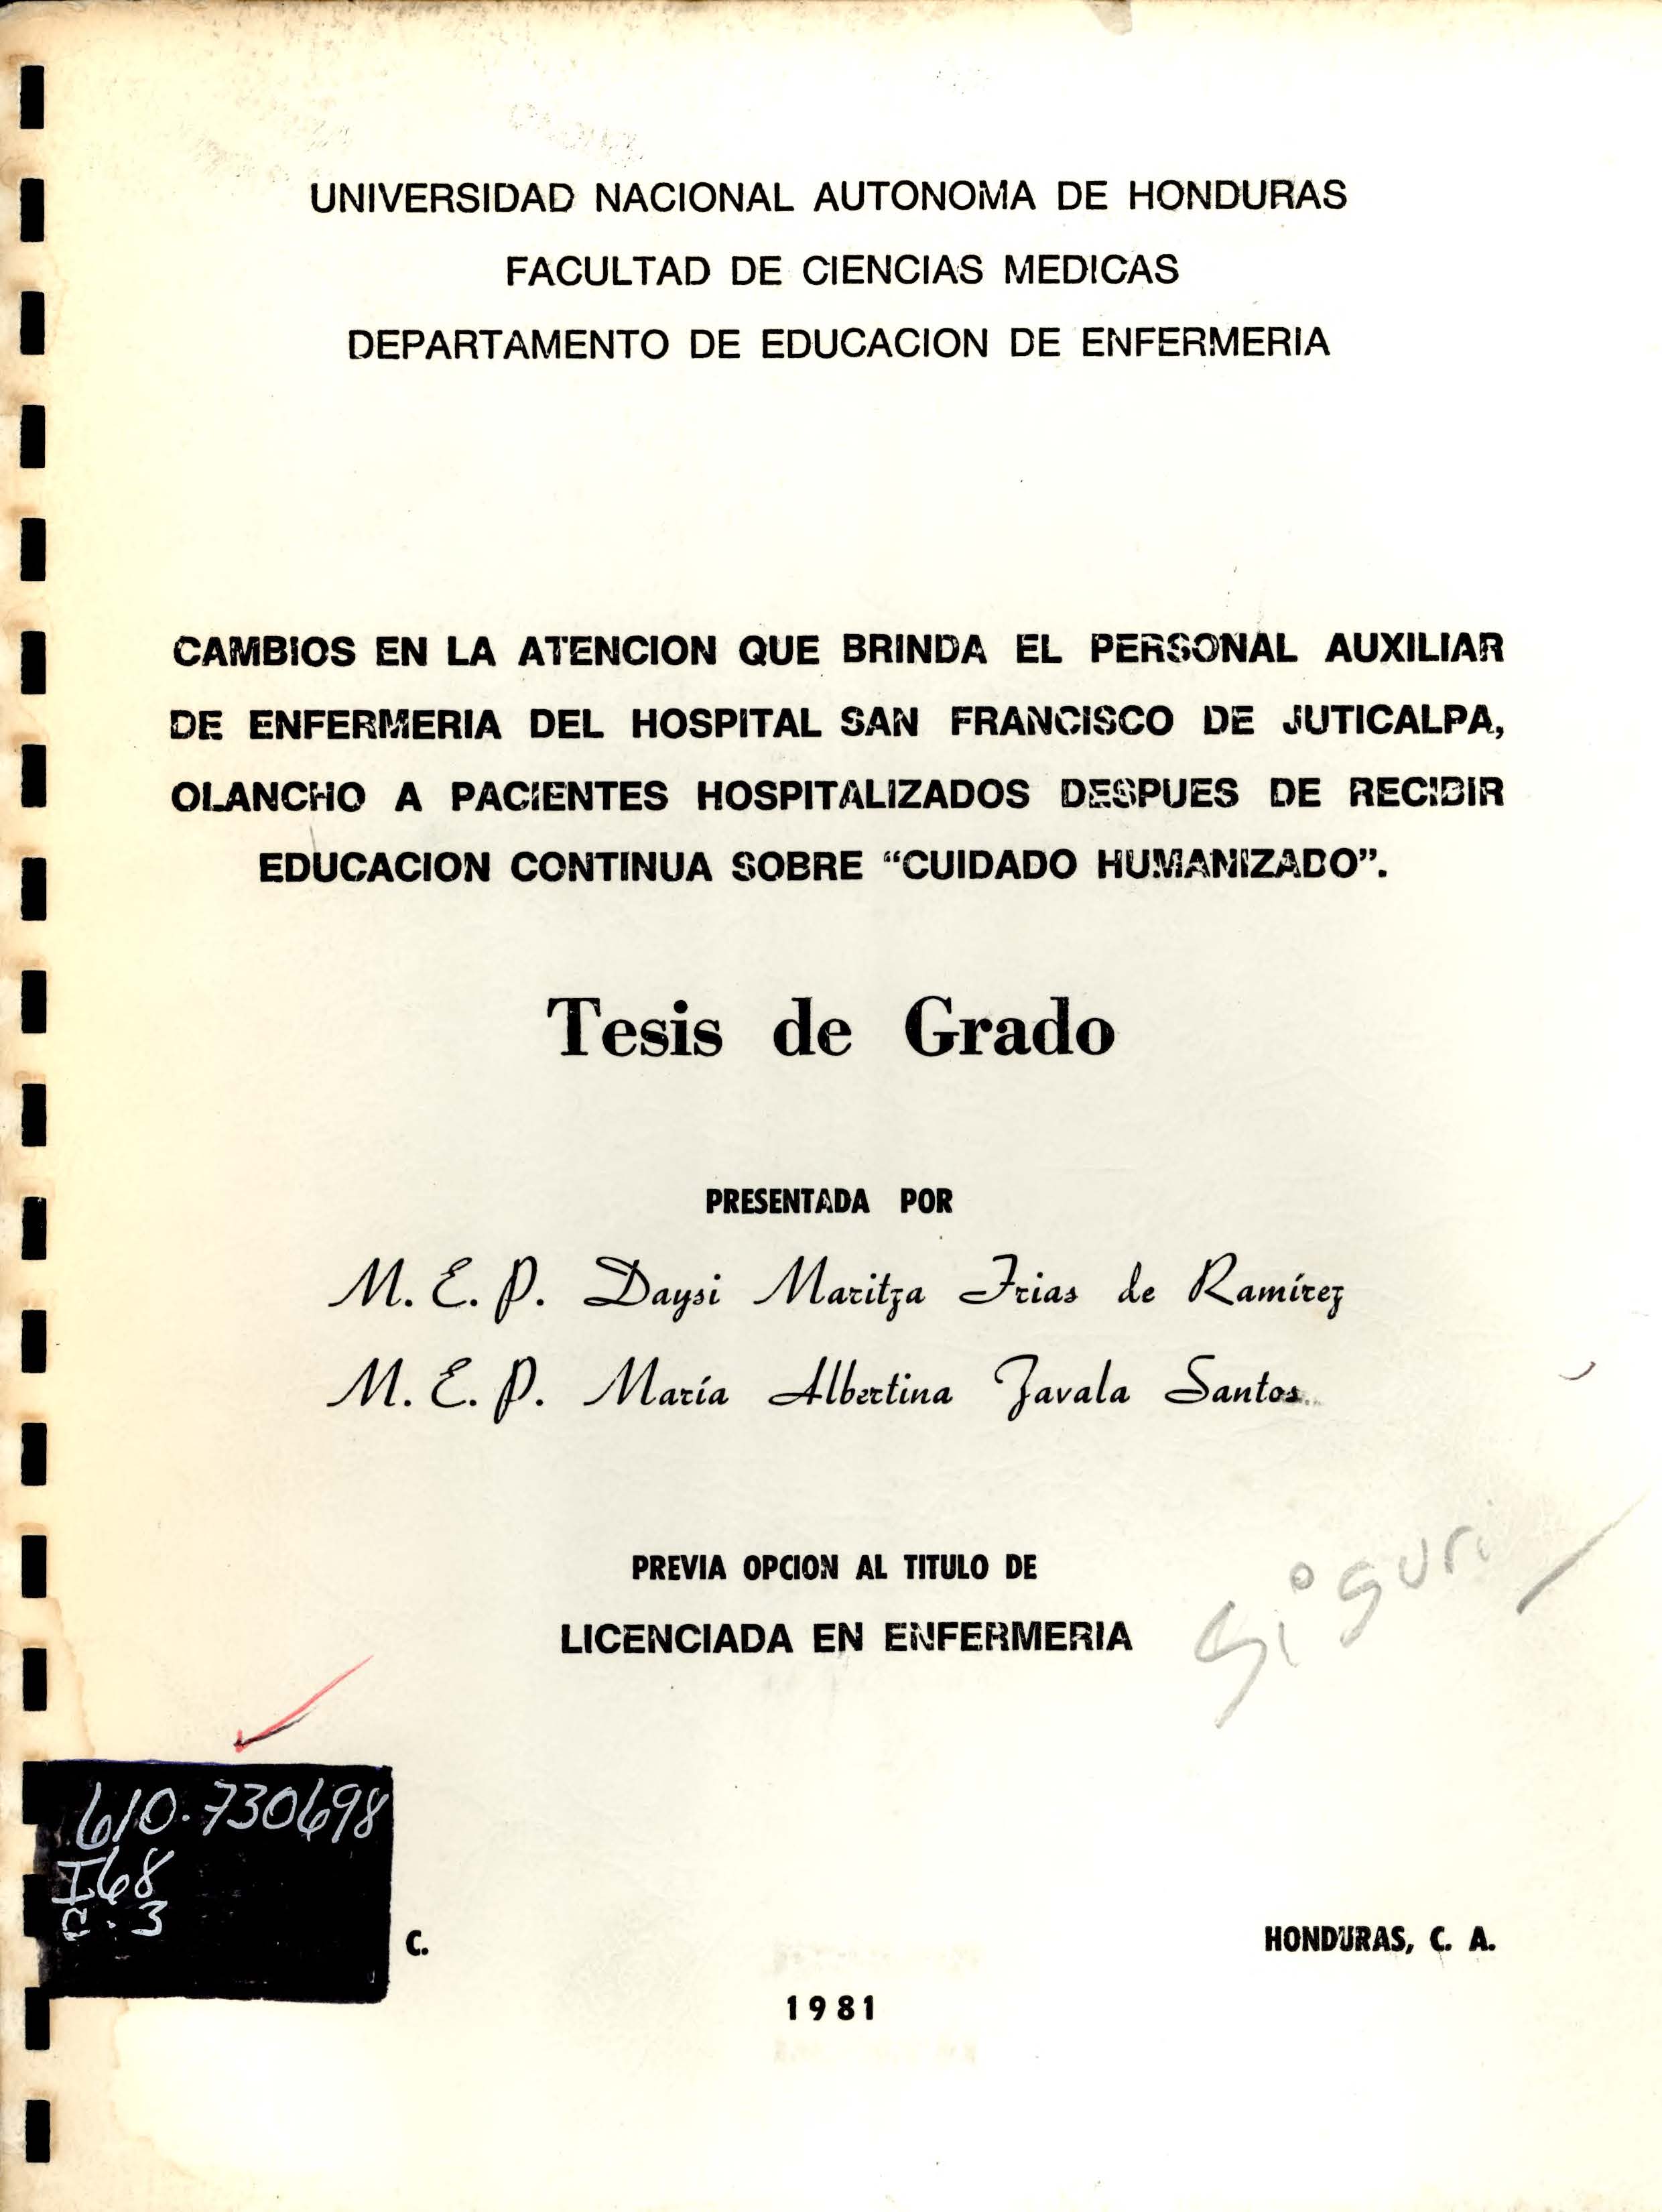 UNIVERSIDAD NACIONAL AUTONOMA DE HONDURAS
FACULTAD DE CIENCIAS MEDICAS
DEPARTAMENTO DE EDUCACION DE ENFERMERIA
CAMBIOS EN LA ATENCION QUE BRINDA EL PERSONAL AUXILIAR
DE ENFERMERIA DEL HOSPITAL SAN FRANCISCO DE JUTICALPA,
OLANCHO A PACIENTES HOSPITALIZADOS DESPUES DE RECIBIR
EDUCACION CONTINUA SOBRE “CUIDADO HUMANIZADO”.
Tesis de Grado
PRESENTADA POR
M. E. P. Daysi Maritza Frias de Ramírez
M. E. P. María Albertina Zavala Santos
PREVIA OPCION AL TITULO DE
LICENCIADA EN ENFERMERIA
610.730698
I68
C. 3
C.
HONDURAS, C. A.
1981